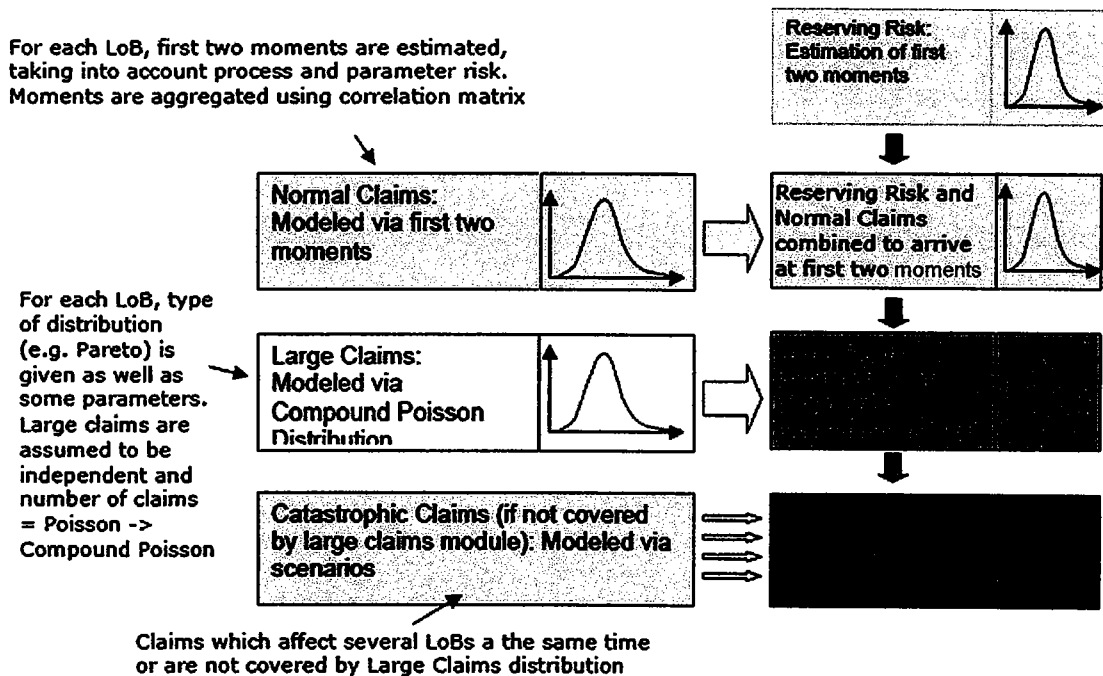 For each LoB, first two moments are estimated,
taking into account process and parameter risk.
Moments are aggregated using correlation matrix
Reserving Risk:
Estimation of first
two moments
Normal Claims:
Modeled via first two
moments
Reserving Risk and
Normal Claims
combined to arrive
at first two moments
For each LoB, type
of distribution
(e.g. Pareto) is
given as well as
some parameters.
Large claims are
assumed to be
independent and
number of claims
= Poisson ->
Compound Poisson
Large Claims:
Modeled via
Compound Poisson
Distribution
Catastrophic Claims (if not covered
by large claims module): Modeled via
scenarios
Claims which affect several LoBs a the same time
or are not covered by Large Claims distribution